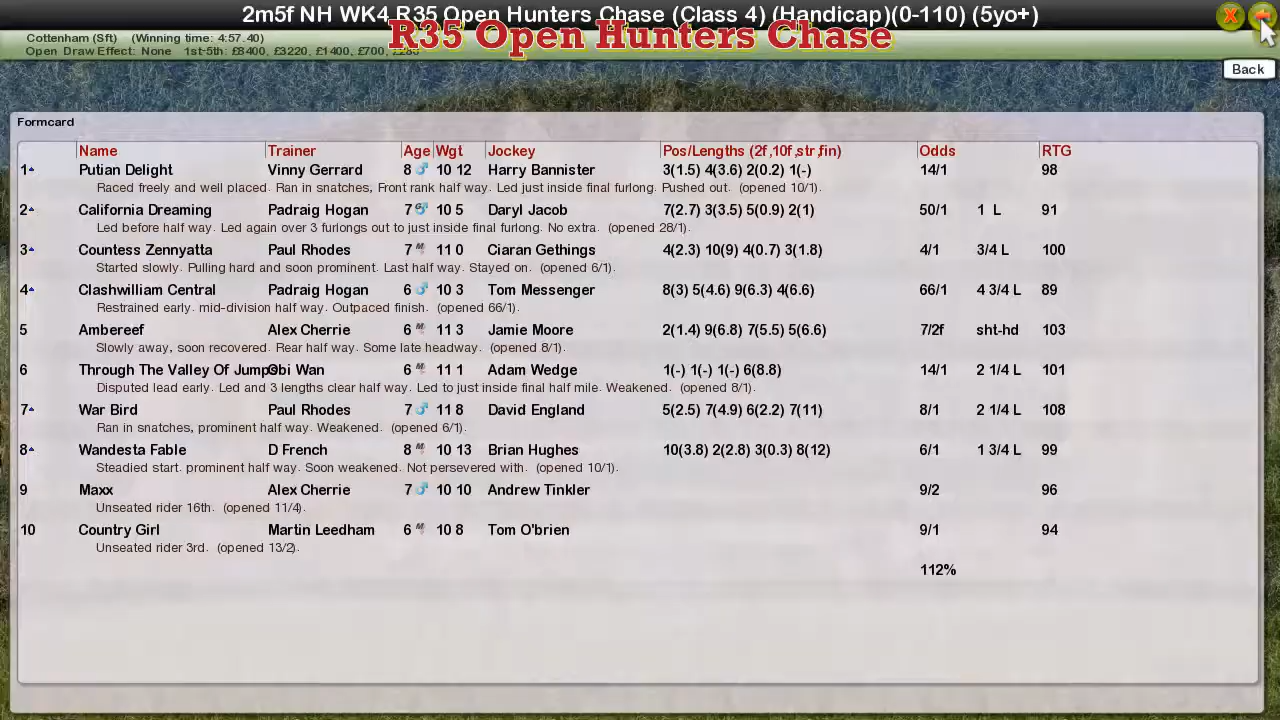 2m5f NH WK4 R35 Open Hunters Chase (Class 4) (Handicap)(0-110) (5yo+)
R35 Open Hunters Chase
Cottenham (Sft) (Winning time: 4:57.40)
Open Draw Effect: None 1st-5th: £8400, £3220, £1400, £700, £280
Back
Formcard
Name Trainer Age Wgt Jockey Pos/Lengths (2f,10f,str,fin) Odds RTG
1 Putian Delight Vinny Gerrard 8 10 12 Harry Bannister 3(1.5) 4(3.6) 2(0.2) 1(-) 14/1 98
Raced freely and well placed. Ran in snatches, Front rank half way. Led just inside final furlong. Pushed out. (opened 10/1).
2 California Dreaming Padraig Hogan 7 10 5 Daryl Jacob 7(2.7) 3(3.5) 5(0.9) 2(1) 50/1 1 L 91
Led before half way. Led again over 3 furlongs out to just inside final furlong. No extra. (opened 28/1).
3 Countess Zennyatta Paul Rhodes 7 11 0 Ciaran Gethings 4(2.3) 10(9) 4(0.7) 3(1.8) 4/1 3/4 L 100
Started slowly. Pulling hard and soon prominent. Last half way. Stayed on. (opened 6/1).
4 Clashwilliam Central Padraig Hogan 6 10 3 Tom Messenger 8(3) 5(4.6) 9(6.3) 4(6.6) 66/1 4 3/4 L 89
Restrained early. mid-division half way. Outpaced finish. (opened 66/1).
5 Ambereef Alex Cherrie 6 11 3 Jamie Moore 2(1.4) 9(6.8) 7(5.5) 5(6.6) 7/2f sht-hd 103
Slowly away, soon recovered. Rear half way. Some late headway. (opened 8/1).
6 Through The Valley Of Jumps Obi Wan 6 11 1 Adam Wedge 1(-) 1(-) 1(-) 6(8.8) 14/1 2 1/4 L 101
Disputed lead early. Led and 3 lengths clear half way. Led to just inside final half mile. Weakened. (opened 8/1).
7 War Bird Paul Rhodes 7 11 8 David England 5(2.5) 7(4.9) 6(2.2) 7(11) 8/1 2 1/4 L 108
Ran in snatches, prominent half way. Weakened. (opened 6/1).
8 Wandesta Fable D French 8 10 13 Brian Hughes 10(3.8) 2(2.8) 3(0.3) 8(12) 6/1 1 3/4 L 99
Steadied start. prominent half way. Soon weakened. Not persevered with. (opened 10/1).
9 Maxx Alex Cherrie 7 10 10 Andrew Tinkler 9/2 96
Unseated rider 16th. (opened 11/4).
10 Country Girl Martin Leedham 6 10 8 Tom O'brien 9/1 94
Unseated rider 3rd. (opened 13/2).
112%